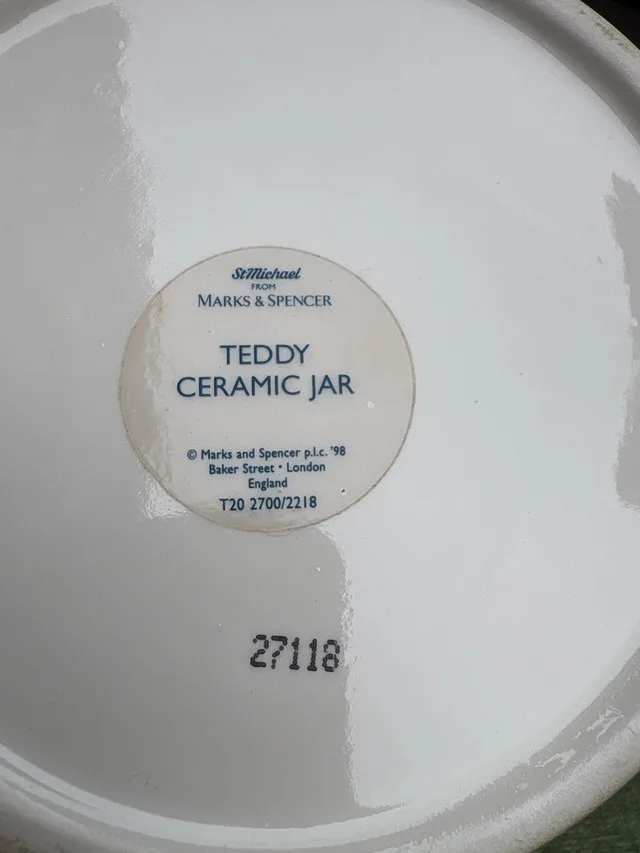 StMichael
FROM
MARKS & SPENCER
TEDDY
CERAMIC JAR
© Marks and Spencer p.l.c. '98
Baker Street • London
England
T20 2700/2218
27118